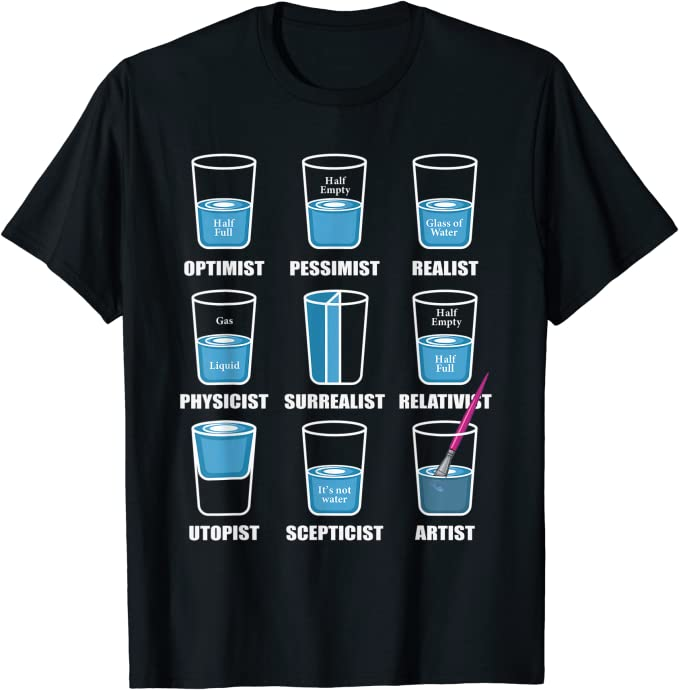 Half
Full
OPTIMIST
Half
Empty
PESSIMIST
Glass of
Water
REALIST
Gas
Liquid
PHYSICIST
SURREALIST
Half
Empty
Half
Full
RELATIVIST
UTOPIST
It's not
water
SCEPTICIST
ARTIST